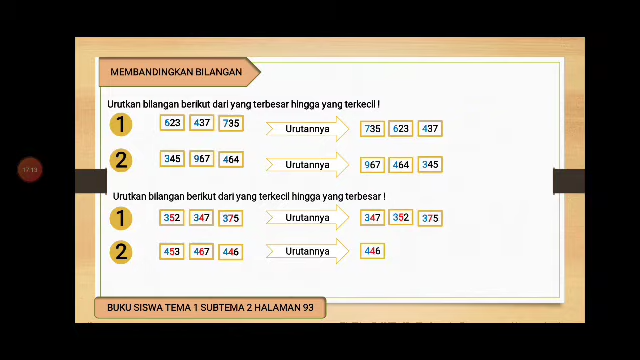 MEMBANDINGKAN BILANGAN
Urutkan bilangan berikut dari yang terbesar hingga yang terkecil !
1 623 437 735 Urutannya 735 623 437
2 345 967 464 Urutannya 967 464 345
17:13
Urutkan bilangan berikut dari yang terkecil hingga yang terbesar !
1 352 347 375 Urutannya 347 352 375
2 453 467 446 Urutannya 446
BUKU SISWA TEMA 1 SUBTEMA 2 HALAMAN 93